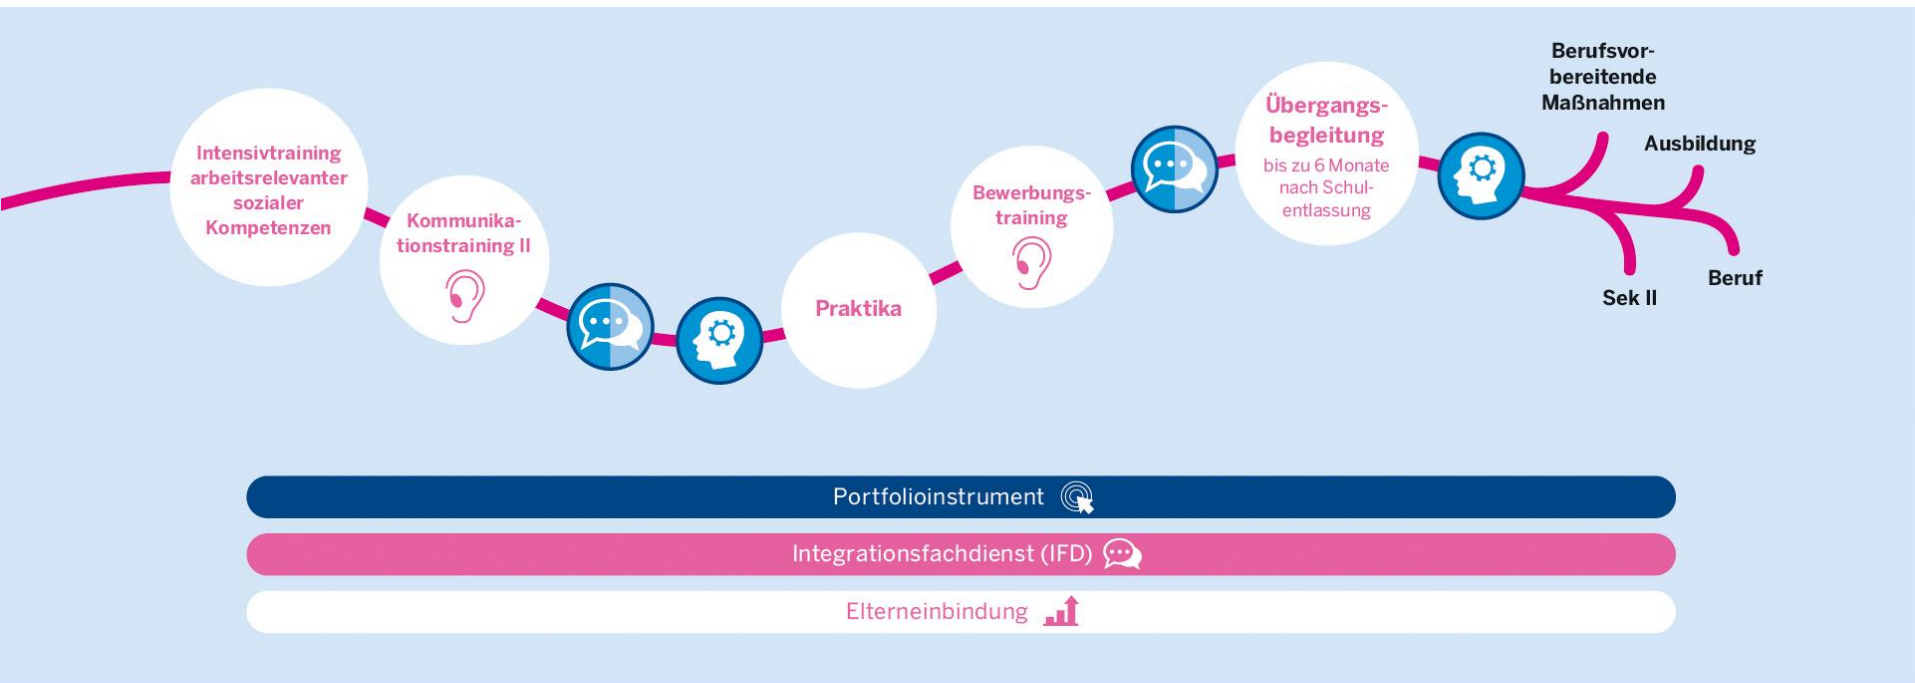 Intensivtraining
arbeitsrelevanter
sozialer
Kompetenzen
Kommunika-
tionstraining II
Praktika
Bewerbungs-
training
Übergangs-
begleitung
bis zu 6 Monate
nach Schul-
entlassung
Berufsvor-
bereitende
Maßnahmen
Ausbildung
Sek II
Beruf
Portfolioinstrument
Integrationsfachdienst (IFD)
Elterneinbindung